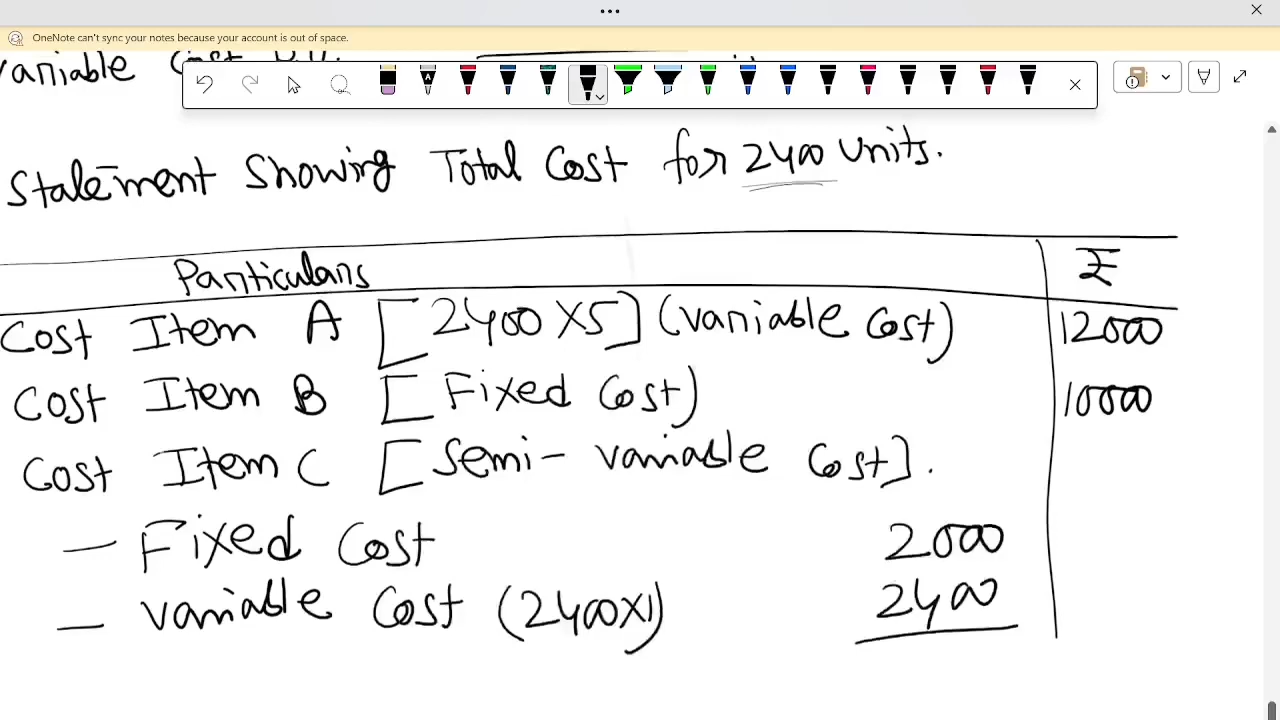 OneNote can't sync your notes because your account is out of space.
variable Cost
Statement Showing Total Cost for 2400 units.
Particulars ₹
Cost Item A [2400 X5] (variable Cost) 12000
Cost Item B [Fixed Cost) 10000
Cost Item C [Semi- variable Cost].
— Fixed Cost 2000
— variable Cost (2400X1) 2400